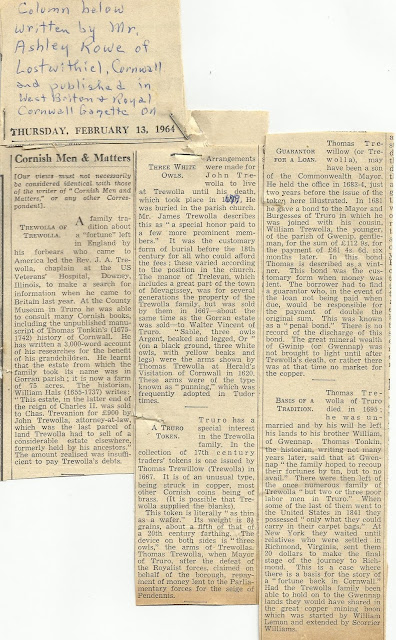 Column below
written by Mr.
Ashley Rowe of
Lostwithiel, Cornwall
and published in
West Briton & Royal
Cornwall Gazette on
THURSDAY, FEBRUARY 13, 1964
Cornish Men & Matters
[Our views must not necessarily
be considered identical with those
of the writer of "Cornish Men and
Matters," or any other Corres-
pondent].
TREWOLLA OF
TREWOLLA.
A family tra-
dition about
a "fortune" left
in England by
his forbears who came to
America led the Rev. J. A. Tre-
wolla, chaplain at the US
Veterans' Hospital, Downey,
Illinois, to make a search for
information when he came to
Britain last year. At the County
Museum in Truro he was able
to consult many Cornish books,
including the unpublished manu-
script of Thomas Tonkin's (1678-
1742) history of Cornwall. He
has written a 3,000-word account
of his researches for the benefit
of his grandchildren. He learnt
that the estate from which the
family took its name was in
Gorran parish; it is now a farm
of 75 acres. The historian,
William Hals (1655-1737) writes:
"This estate, in the latter end of
the reign of Charles II. was sold
to Chas. Trevanion for £900 by
John Trewolla, attorney-at-law,
which was the last parcel of
land Trewolla had left of a
considerable estate elsewhere
formerly held by his ancestors."
The amount realized was insuffi-
cient to pay Trewolla's debts.
THREE WHITE
OWLS.
Arrangements
were made for
John Tre-
wolla to live
at Trewolla until his death,
which took place in
He was
buried in the parish church.
Mr. James Trewolla describes
this as "a special honor paid to
a few more prominent mem-
bers." It was the customary
form of burial before the 18th
century for all who could afford
the fees; these varied according
to the position in the church.
The manor of Treleven, which
includes a great part of the town
of Mevagissey, was for several
generations the property of the
Trewolla family, but was sold
by them in 1667—about the
same time as the Gorran estate
was sold—to Walter Vincent of
Truro. "Sable, three owls
Argent, beaked and legged, Or"
(on a black ground, three white
owls, with yellow beaks and
legs) were the arms shown by
Thomas Trewolla at Herald's
Visitation of Cornwall in 1620.
These arms were of the type
known as "punning," which was
frequently adopted in Tudor
times.
A TRURO
TOKEN.
Truro has a
special interest
in the Trewolla
family. In the
collection of 17th century
traders' tokens is one issued by
Thomas Trewillow (Trewolla) in
1667. It is of an unusual type,
being struck in copper, most
other Cornish coins being of
brass. (It is possible that Tre-
wolla supplied the blanks).
This token is literally "as thin
as a wafer." Its weight is 8½
grains, about a fifth of that of
a 20th century farthing. The
device on both sides is "three
owls," the arms of Trewollas.
Thomas Trewolla, when Mayor
of Truro, after the defeat of
the Royalist forces, claimed on
behalf of the borough, repay-
ment of money lent to the Parlia-
mentary forces for the seige of
Pendennis.
GUARANTOR
FOR A LOAN.
Thomas Tre-
willow (or Tre-
wolla), may
have been a son
of the Commonwealth Mayor.
He held the office in 1682-4, just
two years before the issue of the
token here illustrated. In 1681
he gave a bond to the Mayor and
Burgesses of Truro in which he
was joined with his cousin,
William Trewolla, the younger
of the parish of Gwenap, gentle-
man, for the sum of £112 8s. for
the payment of £61 4s. 6d. six
months later. In this bond
Thomas is described as a vint-
ner. This bond was the cus-
tomary form when money was
lent. The borrower had to find
a guarantor who, in the event of
the loan not being paid when
due, would be responsible for
the payment of double the
original sum. This was known
as a "penal bond." There is no
record of the discharge of this
bond. The great mineral wealth
of Gwinip (or Gwennap) was
not brought to light until after
Trewolla's death, or rather there
was at that time no market for
the copper.
BASIS OF A
TRADITION.
Thomas Tre-
wolla of Truro
died in 1695;
he was un-
married and by his will he left
his lands to his brother William,
of Gwennap. Thomas Tonkin,
the historian, writing not many
years later, said that at Gwen-
nap "the family hoped to recoup
their fortunes by tin, but to no
avail." There were then left of
the once numerous family of
Trewolla "but two or three poor
labor men in Truro." When
some of the last of them went to
the United States in 1841 they
possessed "only what they could
carry in their carpet bags." At
New York they waited until
relatives who were settled in
Richmond, Virginia, sent them
20 dollars to make the final
stage of the journey to Rich-
mond. This is a case where
there is a basis for the story of
a "fortune back in Cornwall."
Had the Trewolla family been
able to hold on to the Gwennap
lands they would have shared in
the great copper mining boon
which was started by William
Lemon and extended by Scorrier
Williams.